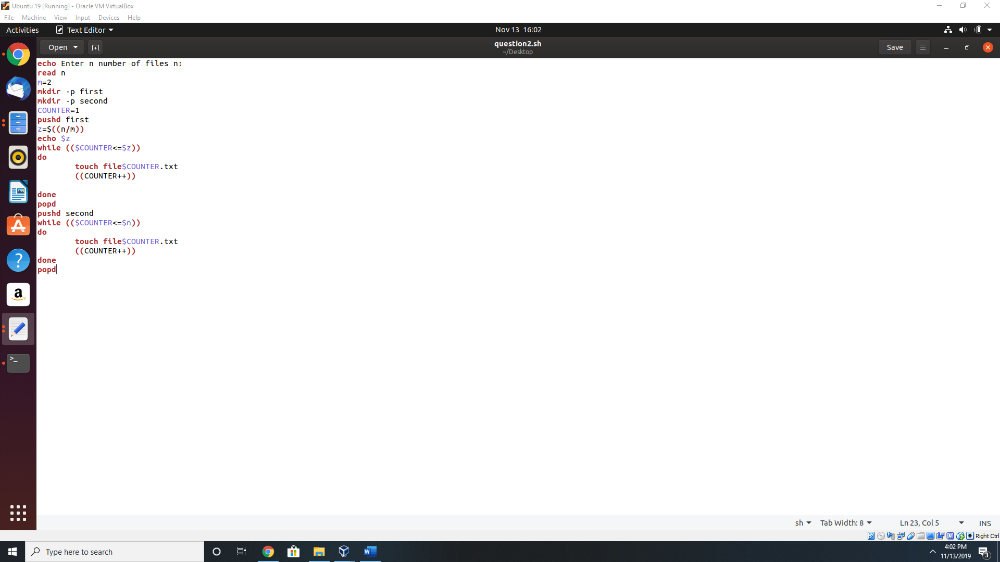 Ubuntu 19 [Running] - Oracle VM VirtualBox
File Machine View Input Devices Help
Activities Text Editor Nov 13 16:02
Open question2.sh Save
~/Desktop
echo Enter n number of files n:
read n
m=2
mkdir -p first
mkdir -p second
COUNTER=1
pushd first
z=$((n/m))
echo $z
while (($COUNTER<=$z))
do
touch file$COUNTER.txt
((COUNTER++))
done
popd
pushd second
while (($COUNTER<=$n))
do
touch file$COUNTER.txt
((COUNTER++))
done
popd
sh Tab Width: 8 Ln 23, Col 5 INS
Right Ctrl
Type here to search
4:02 PM
11/13/2019
3